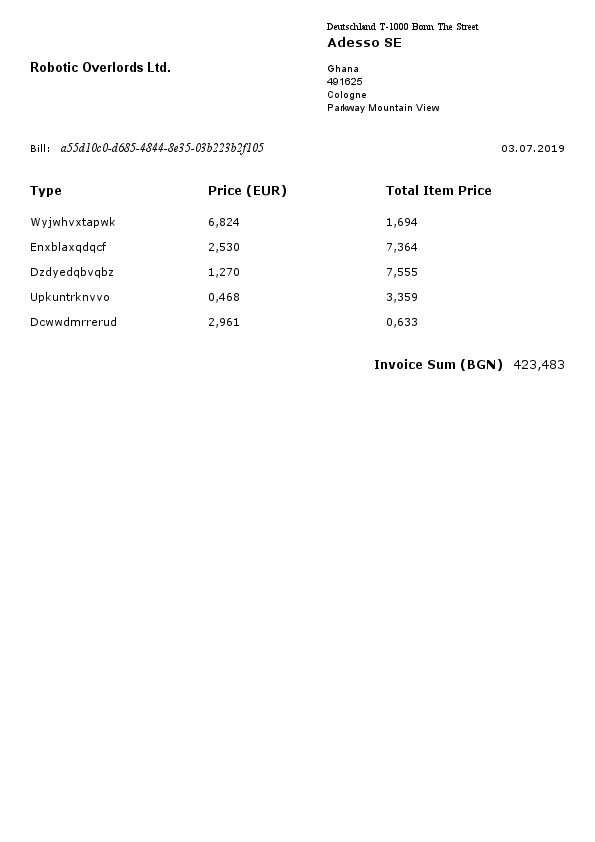 Deutschland T-1000 Bonn The Street
Adesso SE
Robotic Overlords Ltd.
Ghana
491625
Cologne
Parkway Mountain View
Bill: a55d10c0-d685-4844-8e35-03b223b2f105 03.07.2019
Type Price (EUR) Total Item Price
Wyjwhvxtapwk 6,824 1,694
Enxblaxqdqcf 2,530 7,364
Dzdyedqbvqbz 1,270 7,555
Upkuntrknvvo 0,468 3,359
Dcwwdmrrerud 2,961 0,633
Invoice Sum (BGN) 423,483